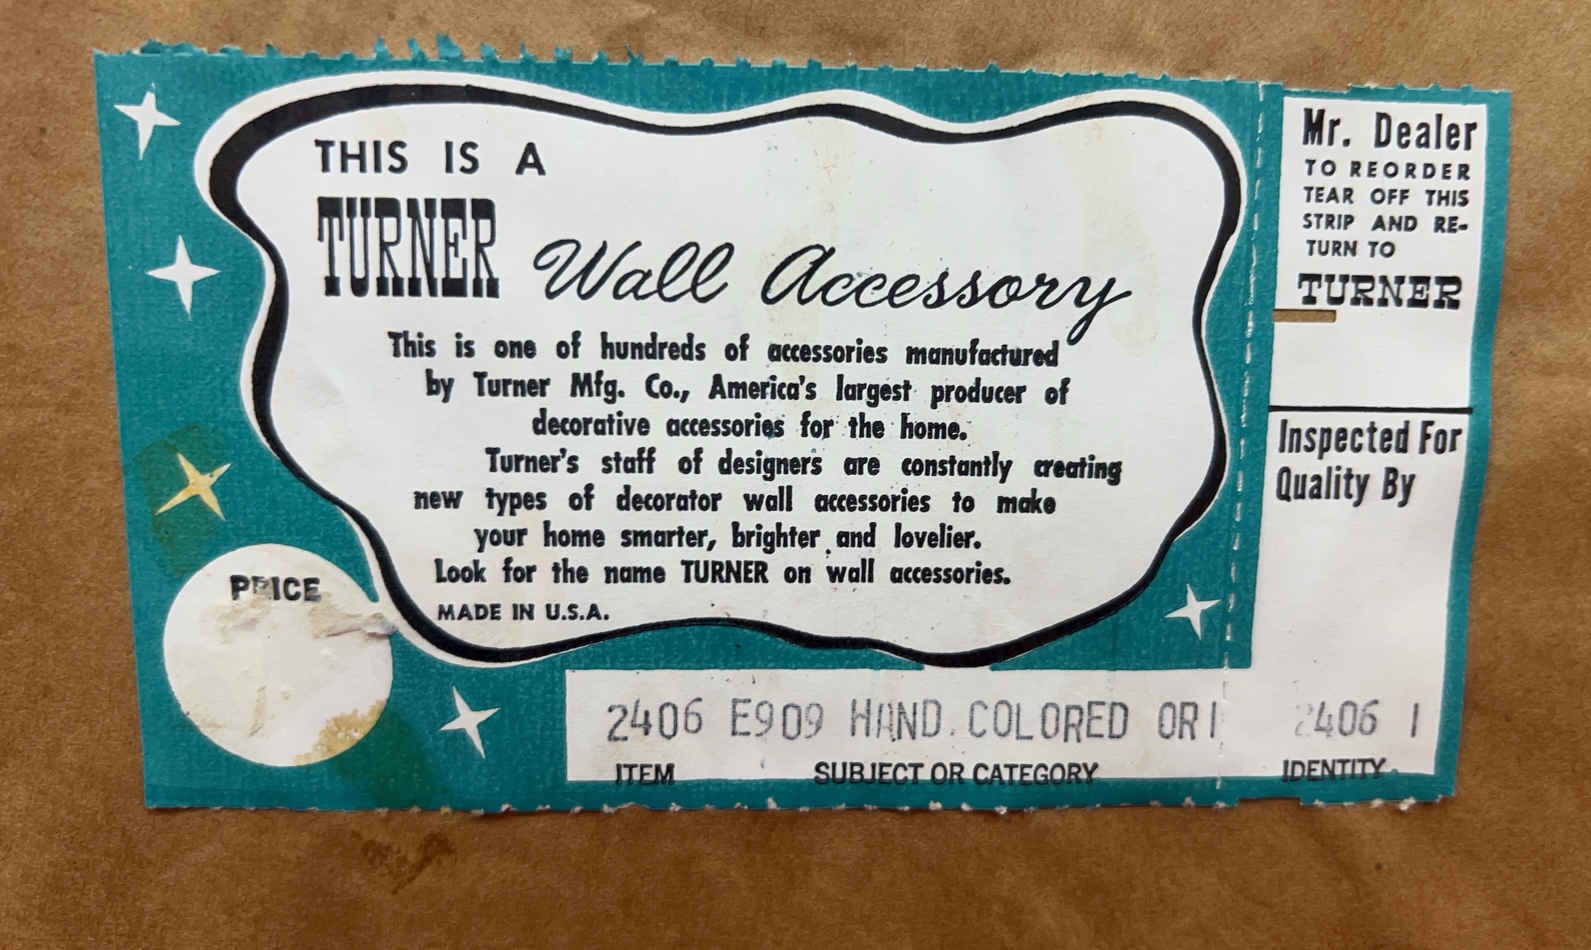 THIS IS A
TURNER Wall Accessory
This is one of hundreds of accessories manufactured
by Turner Mfg. Co., America's largest producer of
decorative accessories for the home.
Turner's staff of designers are constantly creating
new types of decorator wall accessories to make
your home smarter, brighter and lovelier.
Look for the name TURNER on wall accessories.
MADE IN U.S.A.
PRICE
2406 E909 HAND.COLORED ORI
ITEM SUBJECT OR CATEGORY
Mr. Dealer
TO REORDER
TEAR OFF THIS
STRIP AND RE-
TURN TO
TURNER
Inspected For
Quality By
2406 I
IDENTITY